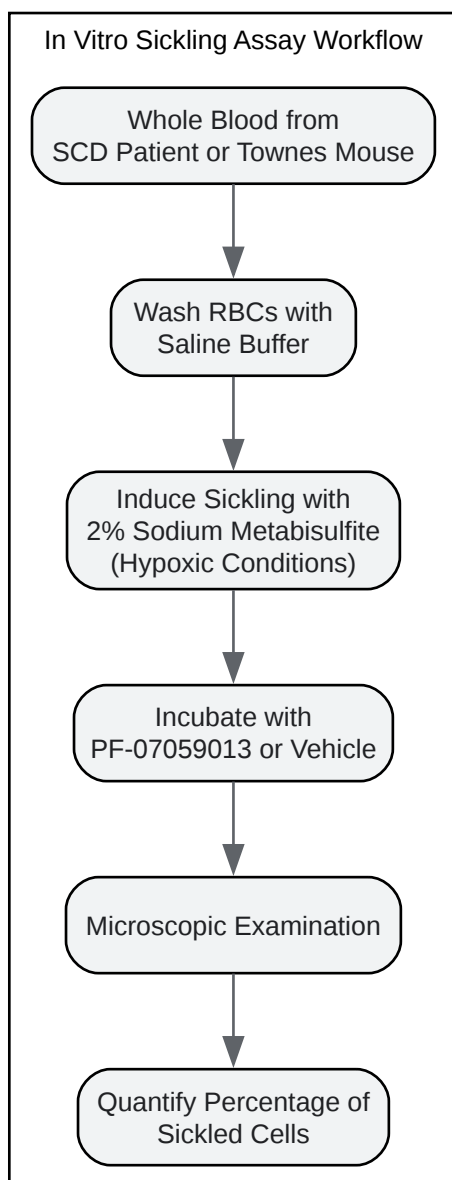 In Vitro Sickling Assay Workflow
Whole Blood from
SCD Patient or Townes Mouse
Wash RBCs with
Saline Buffer
Induce Sickling with
2% Sodium Metabisulfite
(Hypoxic Conditions)
Incubate with
PF-07059013 or Vehicle
Microscopic Examination
Quantify Percentage of
Sickled Cells